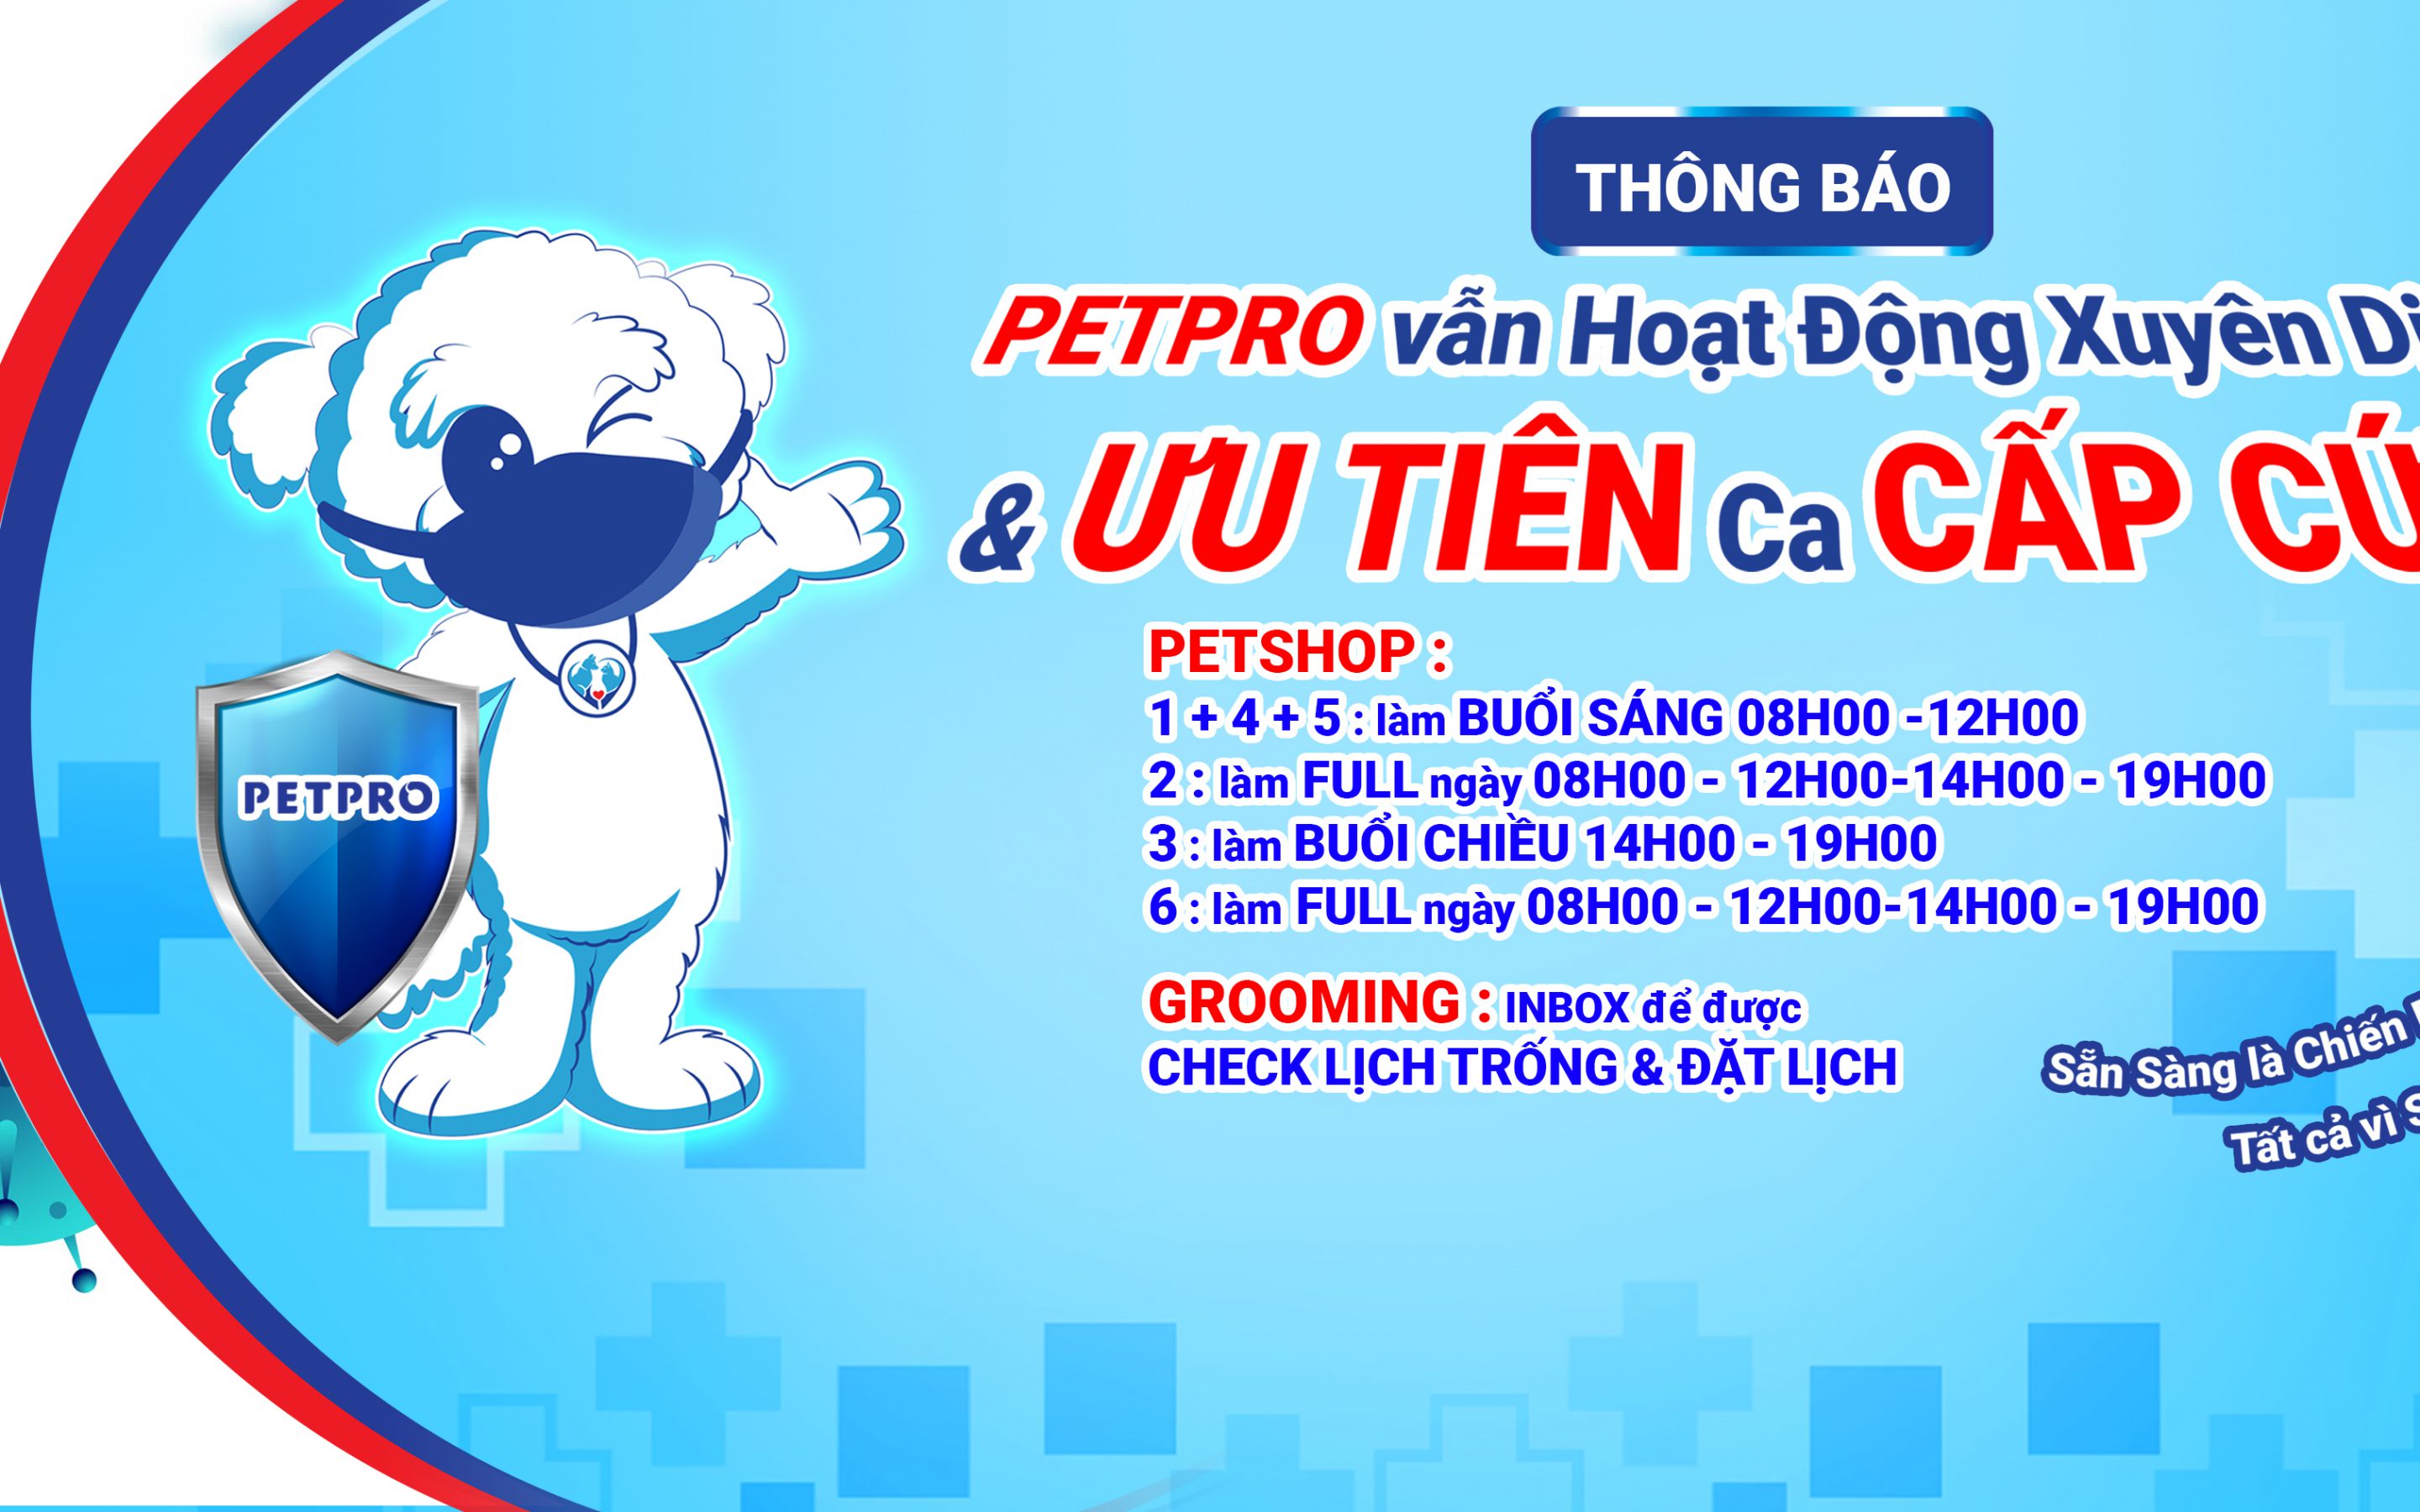 THÔNG BÁO
PETPRO vẫn Hoạt Động Xuyên
& ƯU TIÊN Ca CẤP
PETSHOP :
1 + 4 + 5 : làm BUỔI SÁNG 08H00 -12H00
2 : làm FULL ngày 08H00 - 12H00-14H00 - 19H00
3 : làm BUỔI CHIỀU 14H00 - 19H00
6 : làm FULL ngày 08H00 - 12H00-14H00 - 19H00
GROOMING : INBOX để được
CHECK LỊCH TRỐNG & ĐẶT LỊCH
Sẵn Sàng là Chiến
Tất cả vì
PETPRO